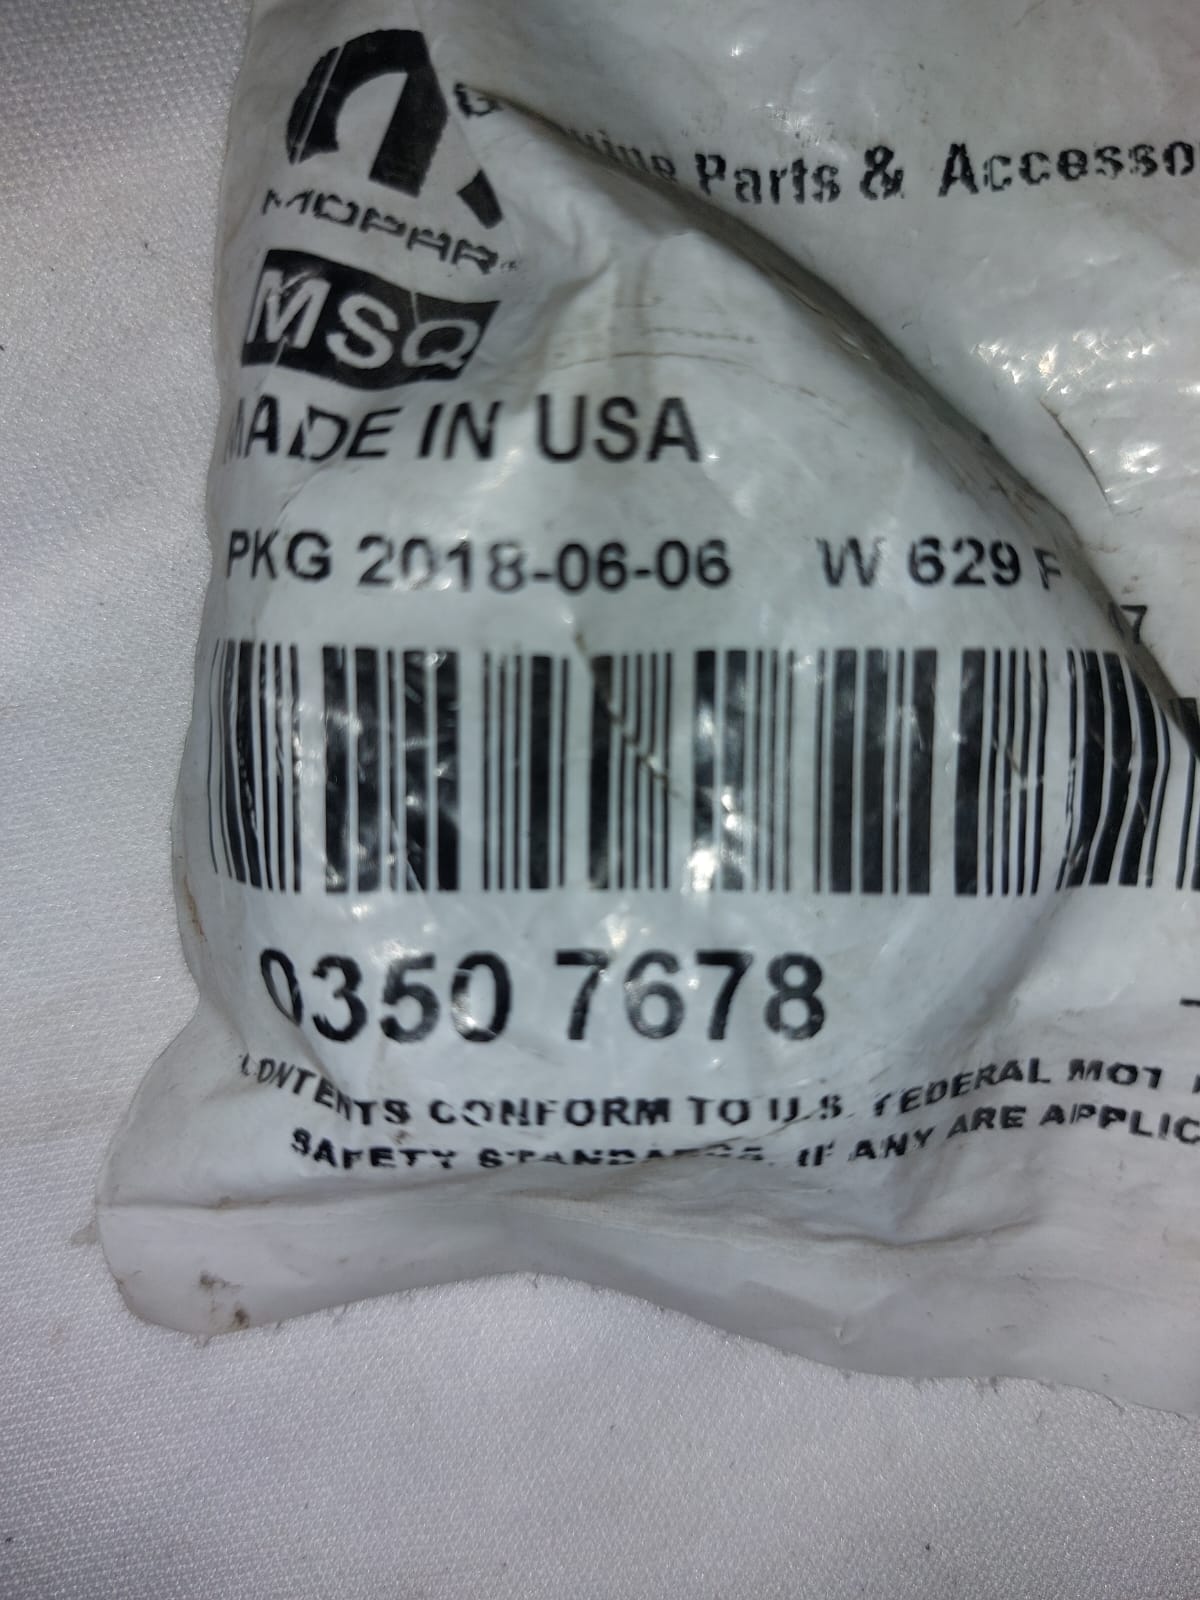 Genuine Parts & Accesso
MOPAR
MSQ
MADE IN USA
PKG 2018-06-06 W 629 F
0350 7678
CONTENTS CONFORM TO U.S. FEDERAL MOT
SAFETY STANDARDS, IF ANY ARE APPLIC